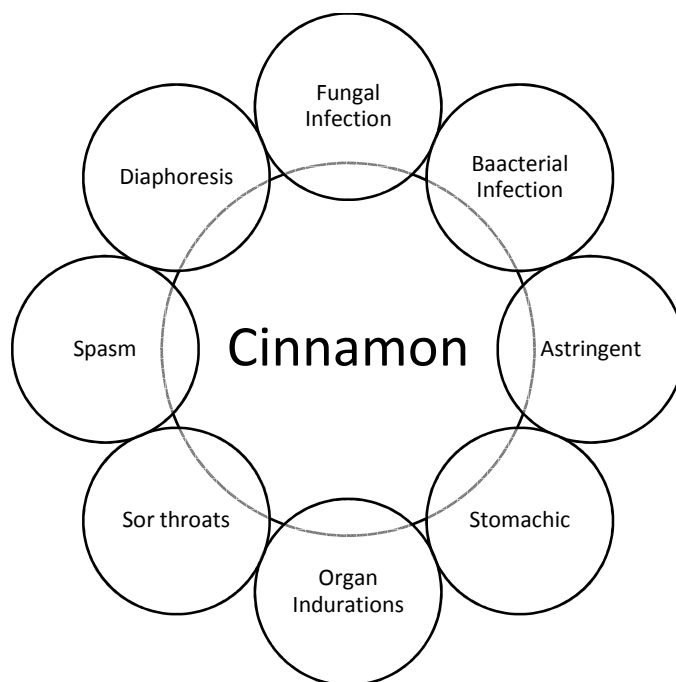 Fungal
Infection
Baacterial
Infection
Astringent
Stomachic
Organ
Indurations
Sor throats
Spasm
Diaphoresis
Cinnamon